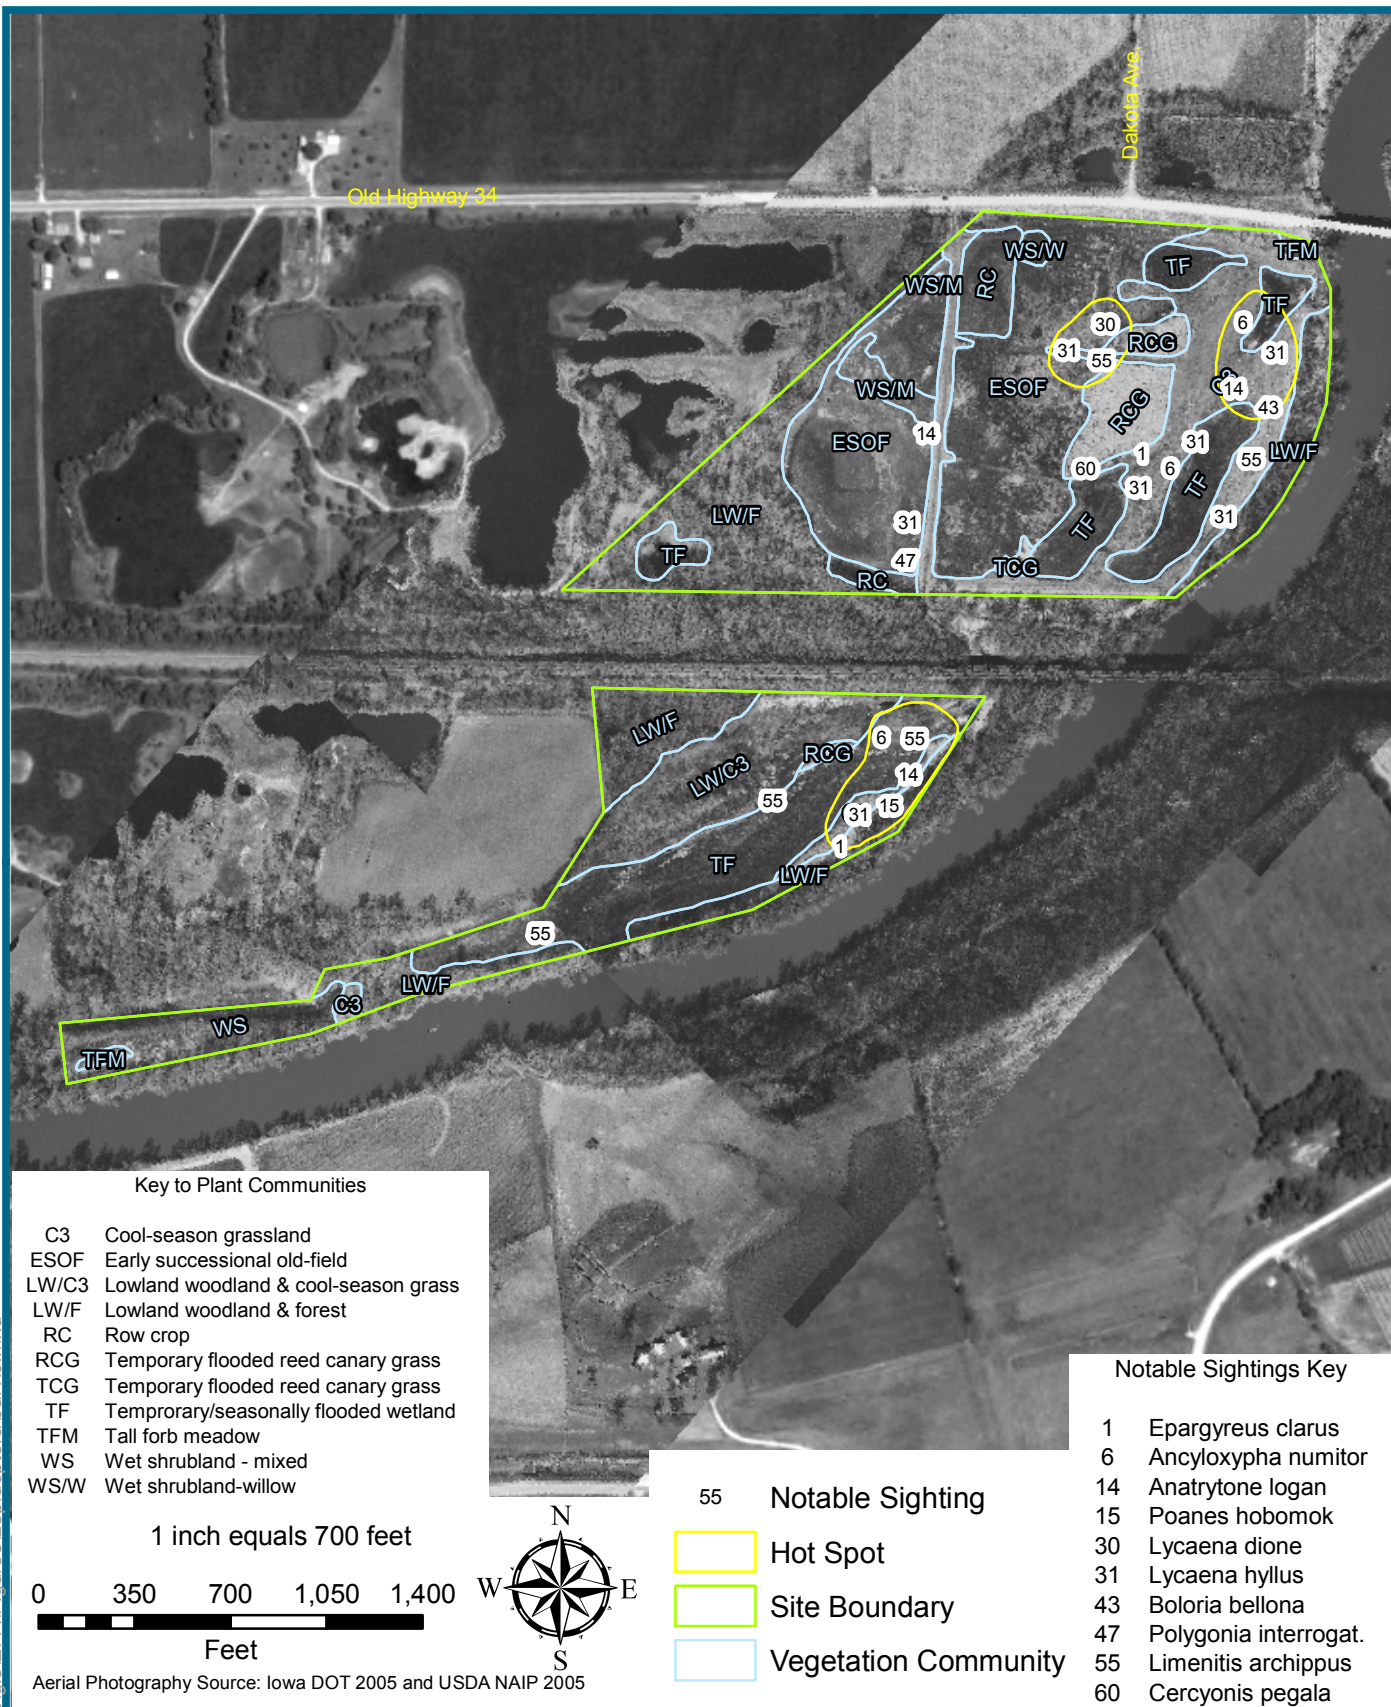 Dakota Ave.
Old Highway 34
WS/W
TFM
TF
RC
WS/M
TF
6
30
RCG
31
31
55
ESOF
C3
14
WS/M
43
RCG
14
ESOF
31
1
LW/F
55
60
6
31
TF
LW/F
31
31
TF
TF
47
TCG
RC
LW/F
6
55
RCG
LW/C3
14
55
15
31
1
TF
LW/F
55
LW/F
C3
WS
TFM
Key to Plant Communities
C3 Cool-season grassland
ESOF Early successional old-field
LW/C3 Lowland woodland & cool-season grass
LW/F Lowland woodland & forest
RC Row crop
RCG Temporary flooded reed canary grass
TCG Temporary flooded reed canary grass
TF Temprorary/seasonally flooded wetland
TFM Tall forb meadow
WS Wet shrubland - mixed
WS/W Wet shrubland-willow
1 inch equals 700 feet
0 350 700 1,050 1,400
Feet
Aerial Photography Source: Iowa DOT 2005 and USDA NAIP 2005
N
W E
S
55 Notable Sighting
Hot Spot
Site Boundary
Vegetation Community
Notable Sightings Key
1 Epargyreus clarus
6 Ancyloxypha numitor
14 Anatrytone logan
15 Poanes hobomok
30 Lycaena dione
31 Lycaena hyllus
43 Boloria bellona
47 Polygonia interrogat.
55 Limenitis archippus
60 Cercyonis pegala